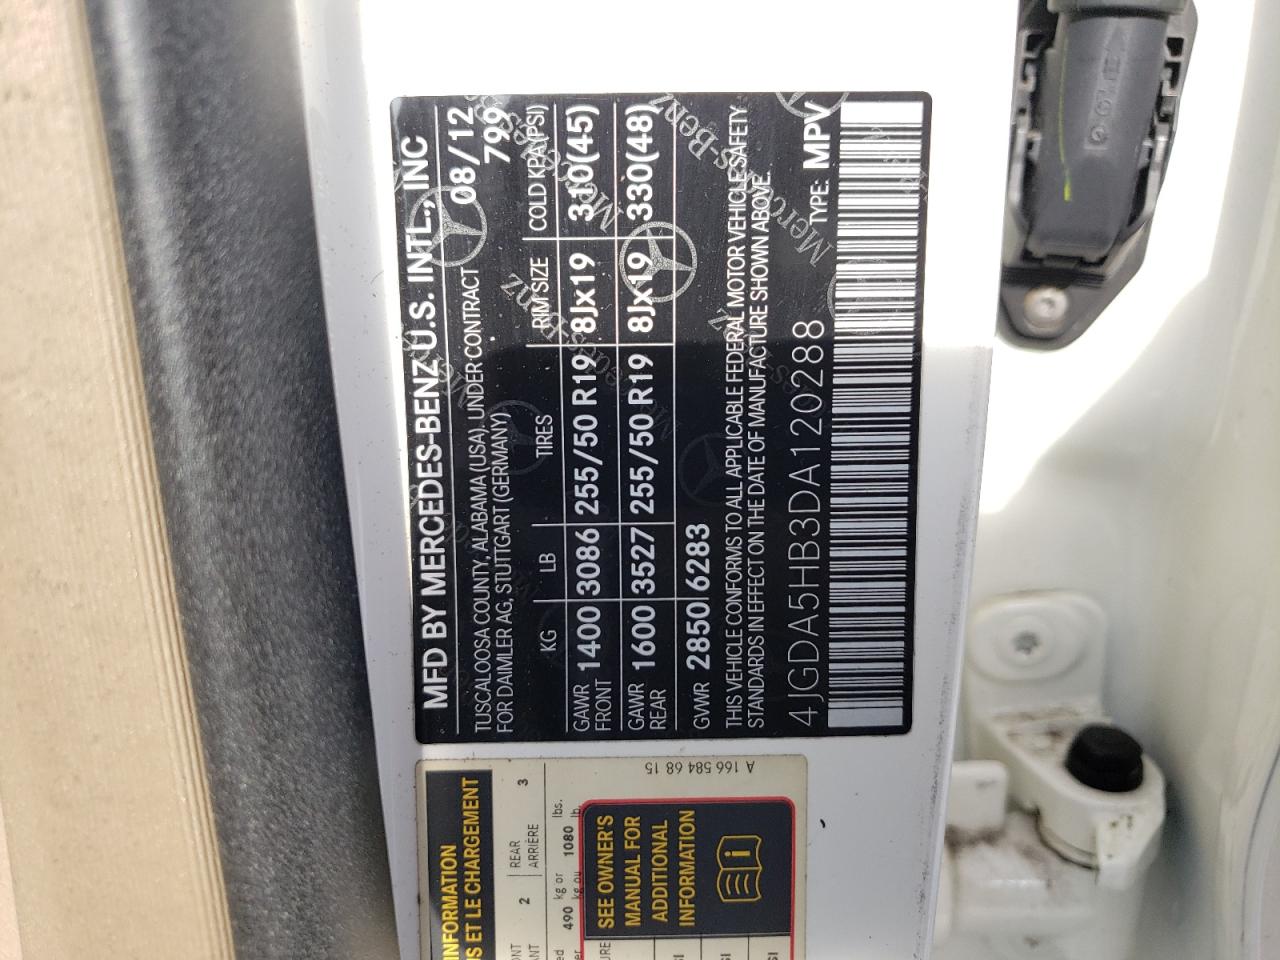 MFD BY MERCEDES-BENZ U.S. INTL., INC
TUSCALOOSA COUNTY, ALABAMA (USA), UNDER CONTRACT 08/12
FOR DAIMLER AG, STUTTGART (GERMANY) 799
KG LB TIRES RIM SIZE COLD KPA(PSI)
GAWR FRONT 1400 3086 255/50 R19 8Jx19 310(45)
GAWR REAR 1600 3527 255/50 R19 8Jx19 330(48)
GVWR 2850 6283
THIS VEHICLE CONFORMS TO ALL APPLICABLE FEDERAL MOTOR VEHICLE SAFETY
STANDARDS IN EFFECT ON THE DATE OF MANUFACTURE SHOWN ABOVE.
4JGDA5HB3DA120288 TYPE: MPV
INFORMATION
ET LE CHARGEMENT
2 REAR 3
ARRIÈRE
490 kg or 1080 lbs.
kg ou lb.
SEE OWNER'S
MANUAL FOR
ADDITIONAL
INFORMATION
A 166 584 68 15